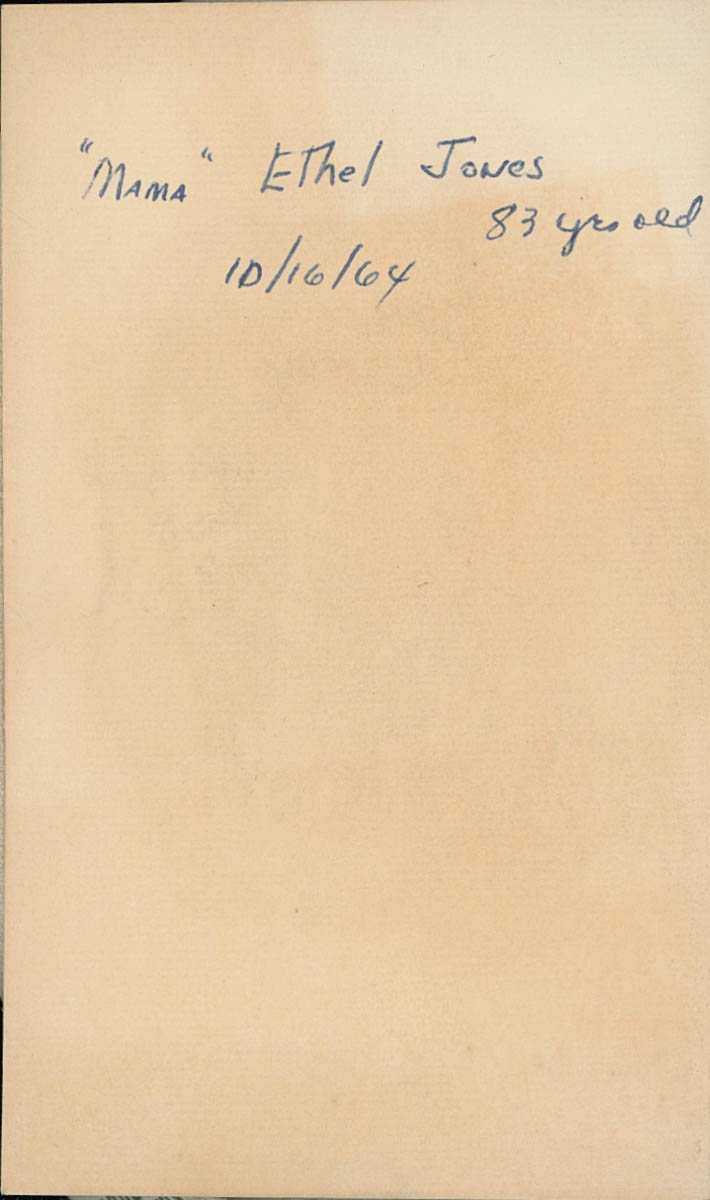 "MAMA" Ethel Jones
83 yrs old
10/16/64